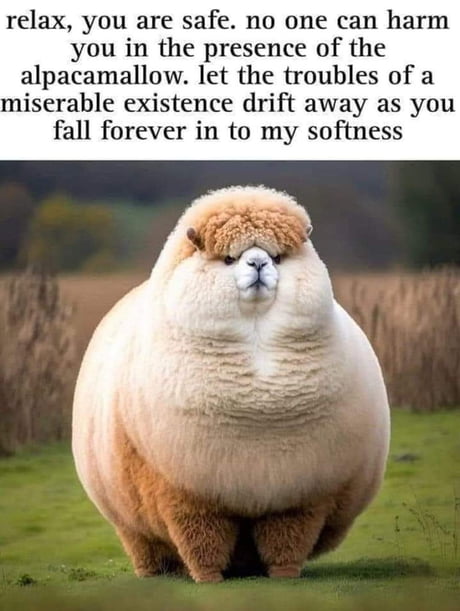 relax, you are safe. no one can harm
you in the presence of the
alpacamallow. let the troubles of a
miserable existence drift away as you
fall forever in to my softness